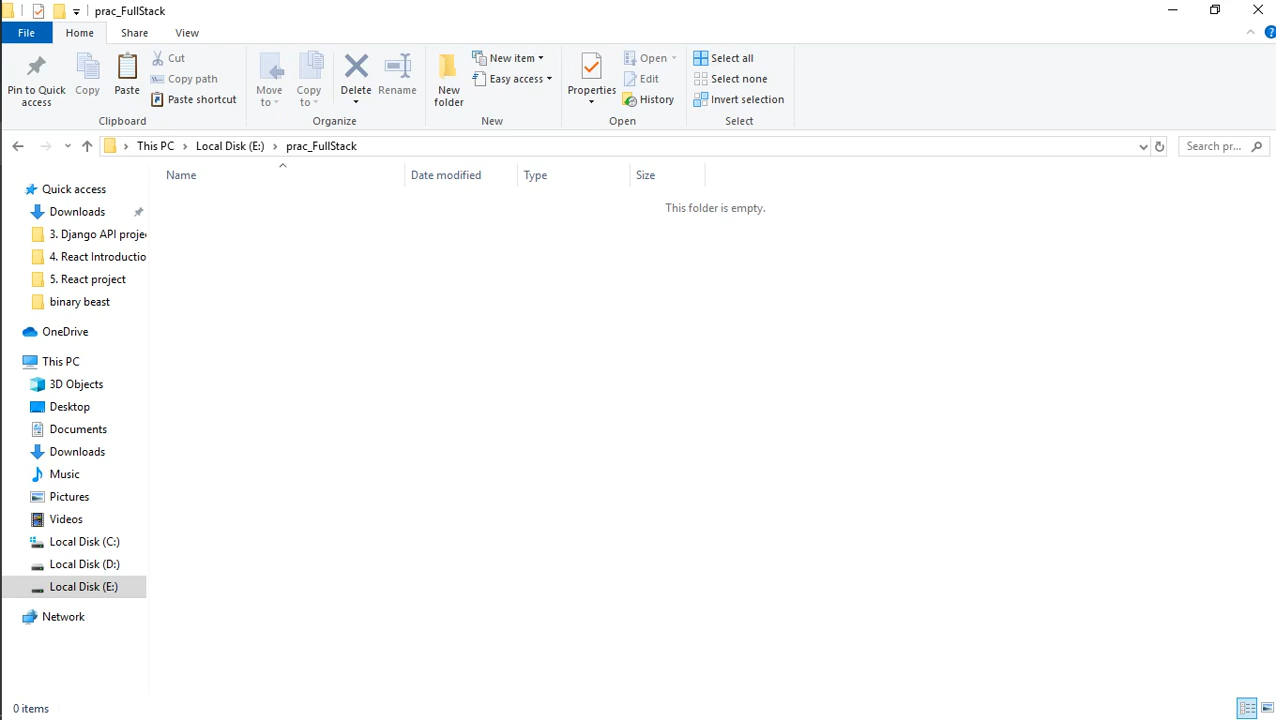 prac_FullStack
File Home Share View
Pin to Quick access
Copy
Paste
Cut
Copy path
Paste shortcut
Clipboard
Move to
Copy to
Delete
Rename
Organize
New folder
New item
Easy access
New
Properties
Open
Edit
History
Open
Select all
Select none
Invert selection
Select
This PC > Local Disk (E:) > prac_FullStack
Search pr...
Name Date modified Type Size
This folder is empty.
Quick access
Downloads
3. Django API proje
4. React Introductio
5. React project
binary beast
OneDrive
This PC
3D Objects
Desktop
Documents
Downloads
Music
Pictures
Videos
Local Disk (C:)
Local Disk (D:)
Local Disk (E:)
Network
0 items